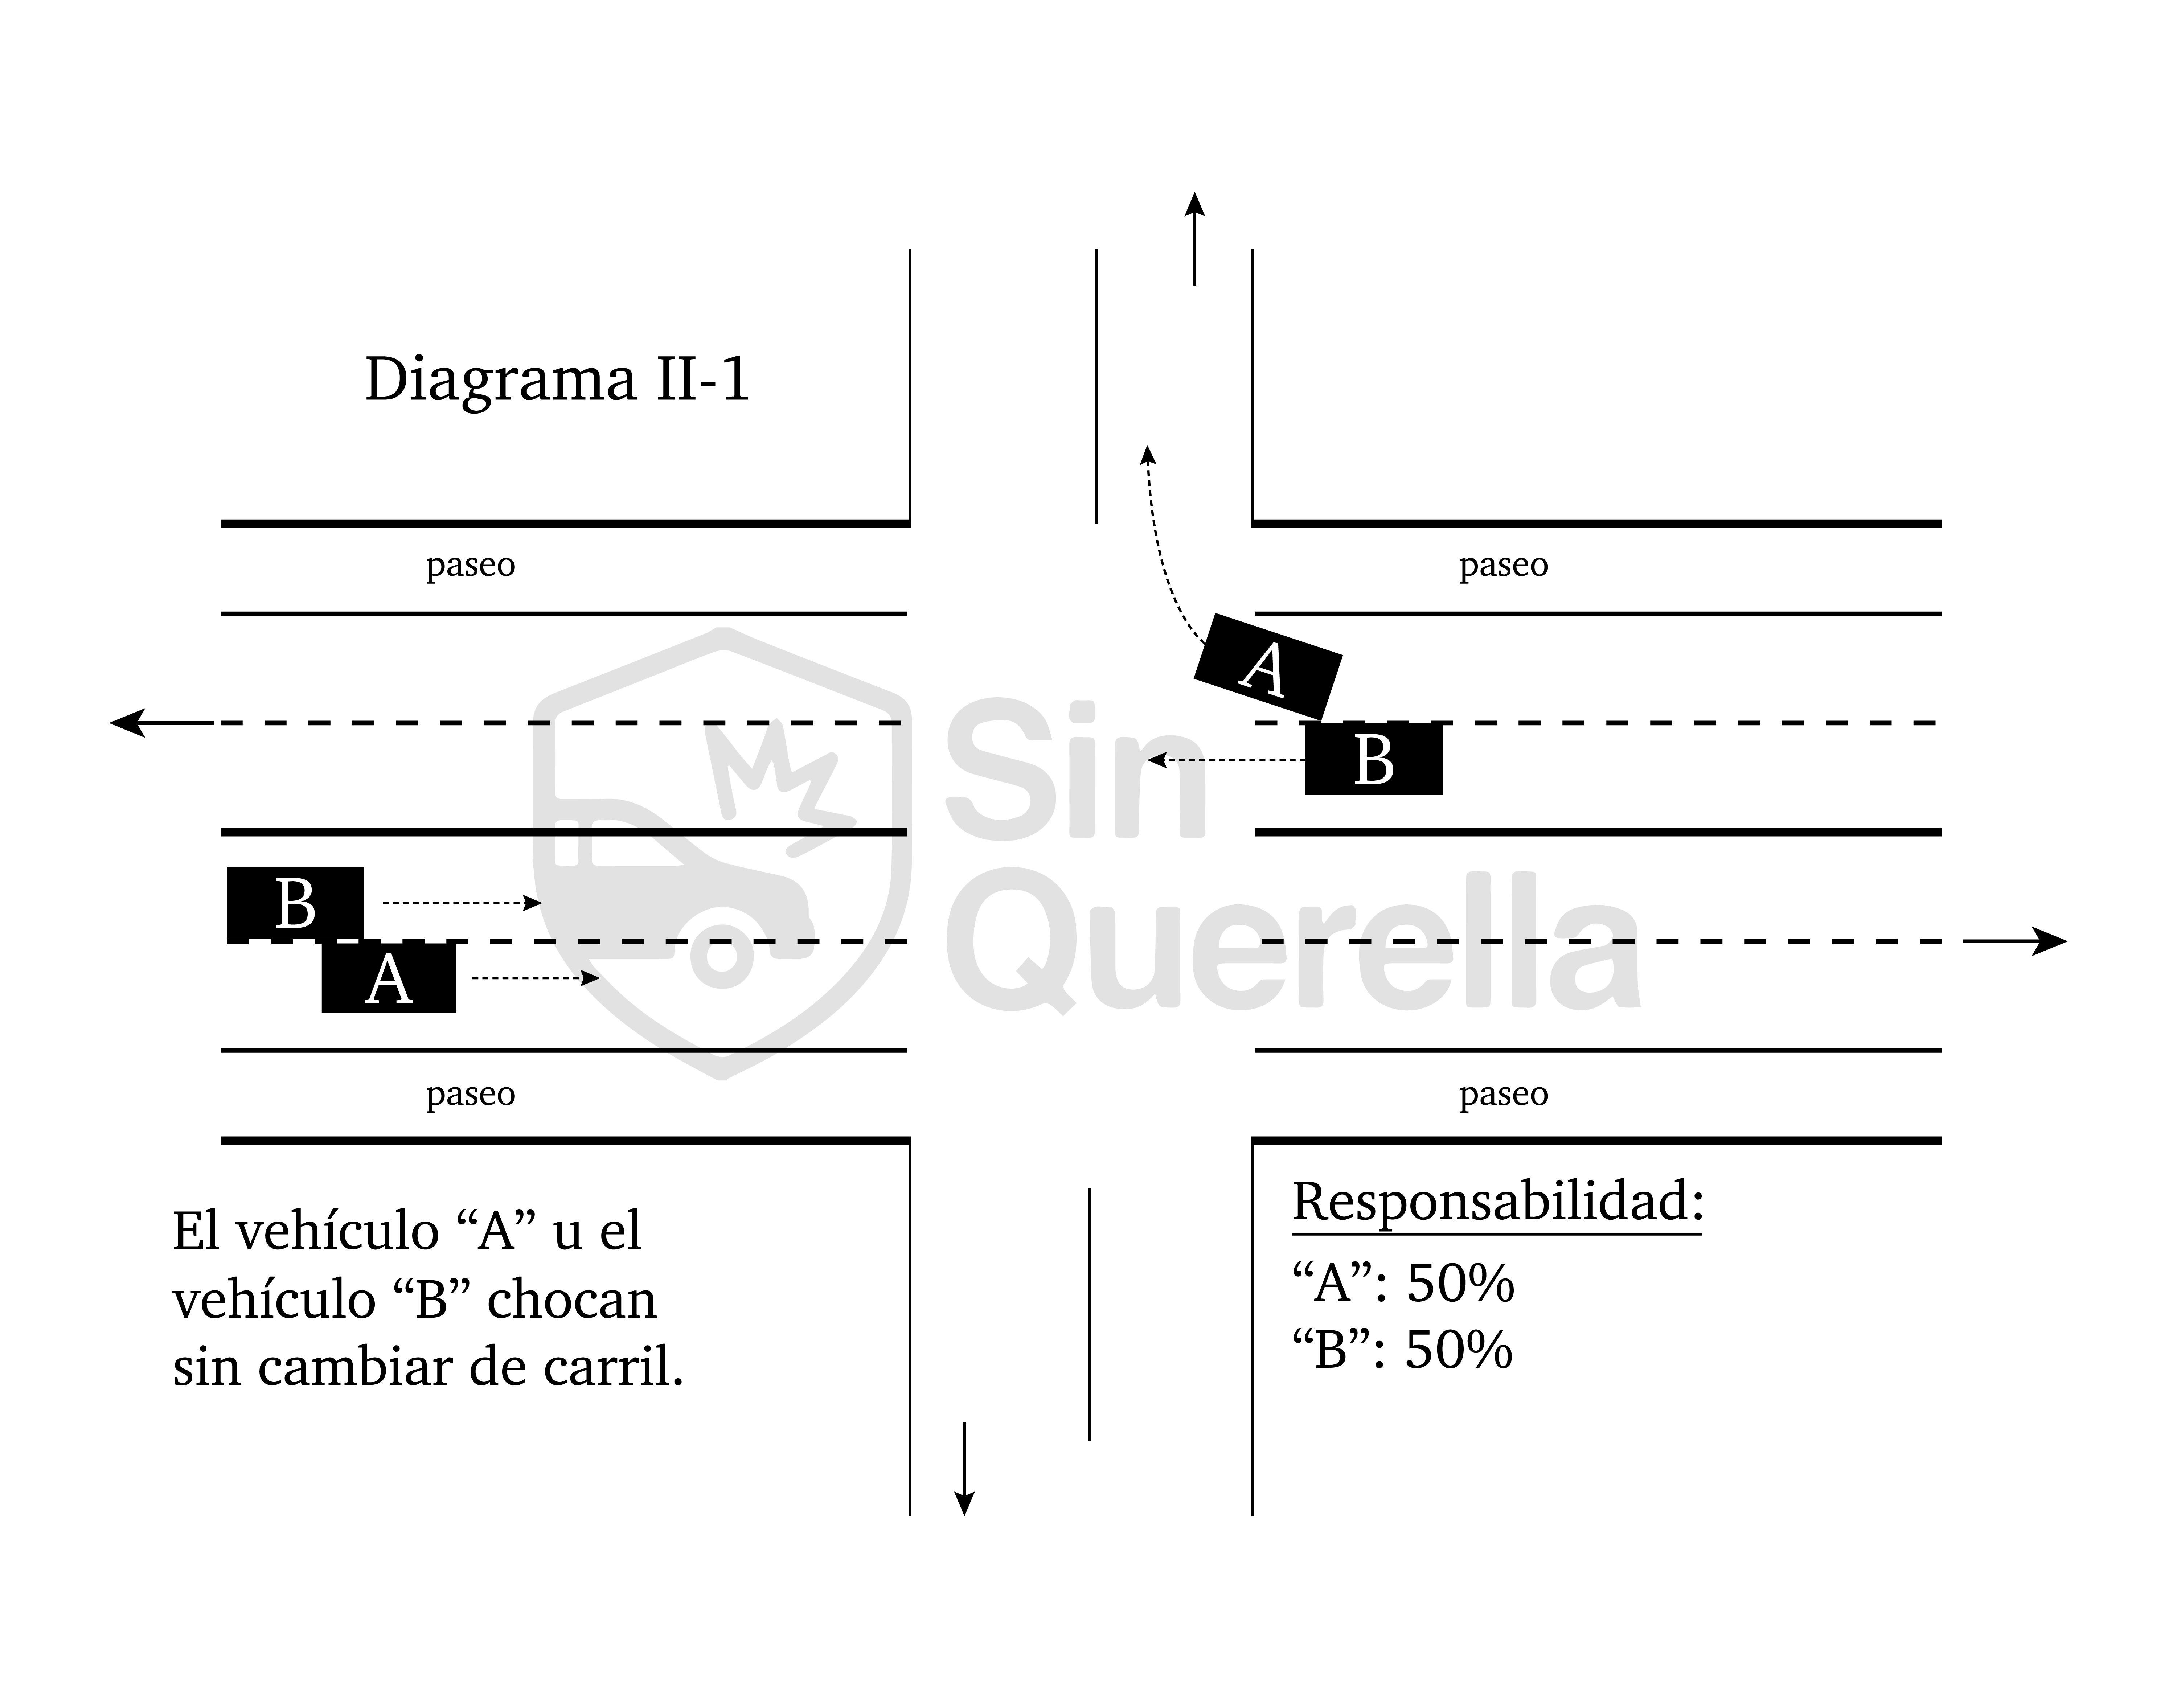 Diagrama II-1
paseo
paseo
A
B
Sin
Querella
B
A
paseo
paseo
El vehículo “A” u el
vehículo “B” chocan
sin cambiar de carril.
Responsabilidad:
“A”: 50%
“B”: 50%